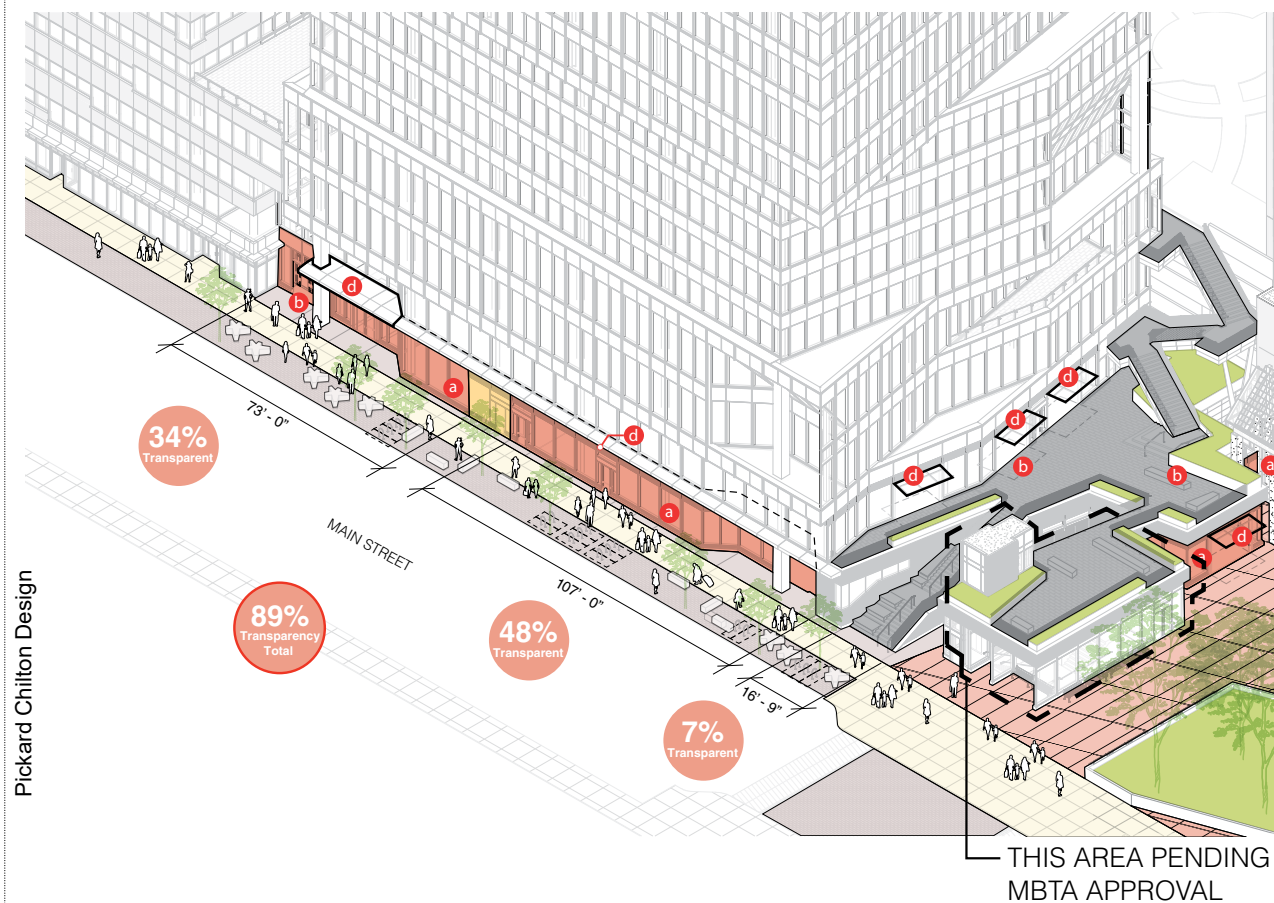 d
b
a
d
d
d
d
b
b
a
a
d
a
73' - 0"
34%
Transparent
MAIN STREET
107' - 0"
89%
Transparency
Total
48%
Transparent
16' - 9"
7%
Transparent
Pickard Chilton Design
THIS AREA PENDING
MBTA APPROVAL